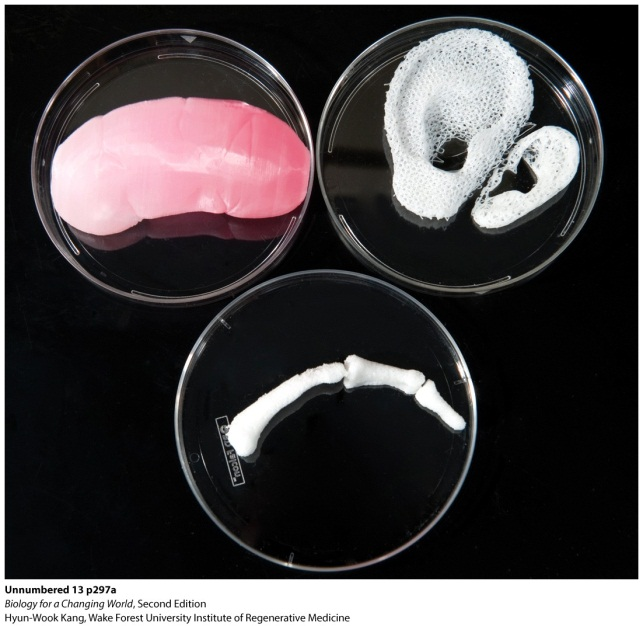 Unnumbered 13 p297a
Biology for a Changing World, Second Edition
Hyun-Wook Kang, Wake Forest University Institute of Regenerative Medicine